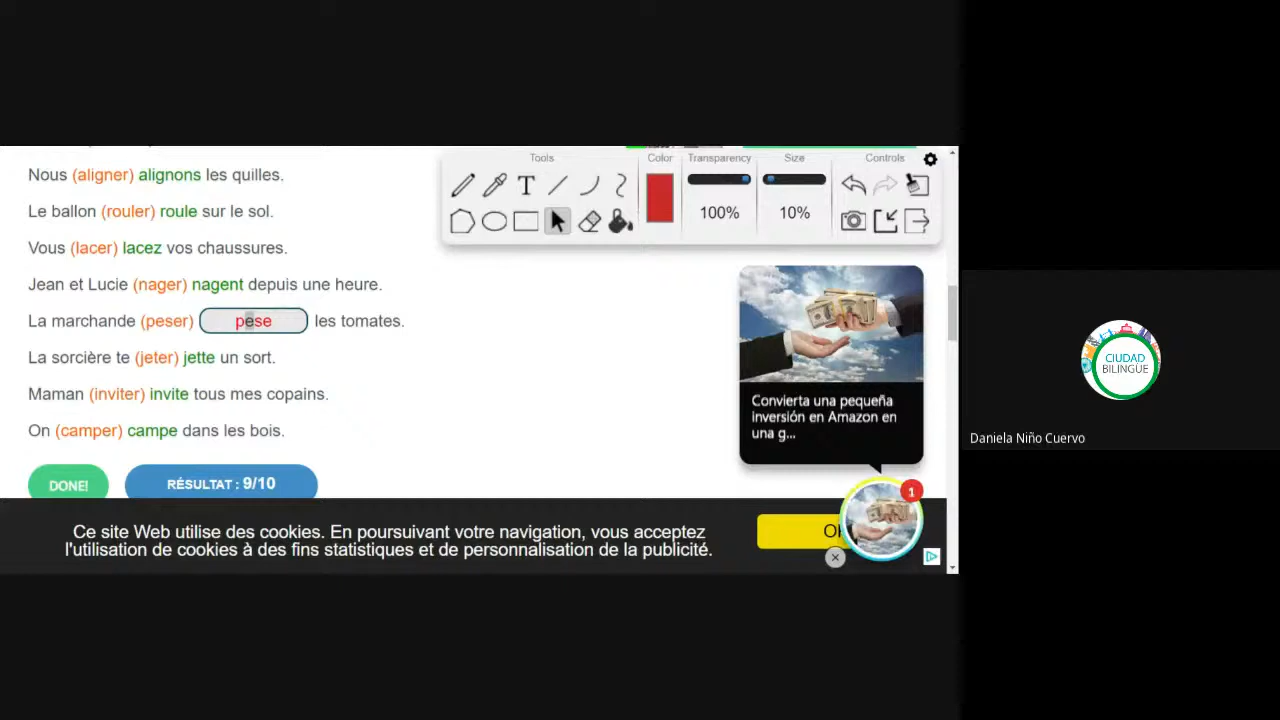 Nous (aligner) alignons les quilles.
Le ballon (rouler) roule sur le sol.
Vous (lacer) lacez vos chaussures.
Jean et Lucie (nager) nagent depuis une heure.
La marchande (peser) pese les tomates.
La sorcière te (jeter) jette un sort.
Maman (inviter) invite tous mes copains.
On (camper) campe dans les bois.
DONE!
RÉSULTAT : 9/10
Tools
Color
Transparency
Size
Controls
T
100%
10%
Convierta una pequeña
inversión en Amazon en
una g...
1
Ce site Web utilise des cookies. En poursuivant votre navigation, vous acceptez
l'utilisation de cookies à des fins statistiques et de personnalisation de la publicité.
CIUDAD
BILINGÜE
Daniela Niño Cuervo